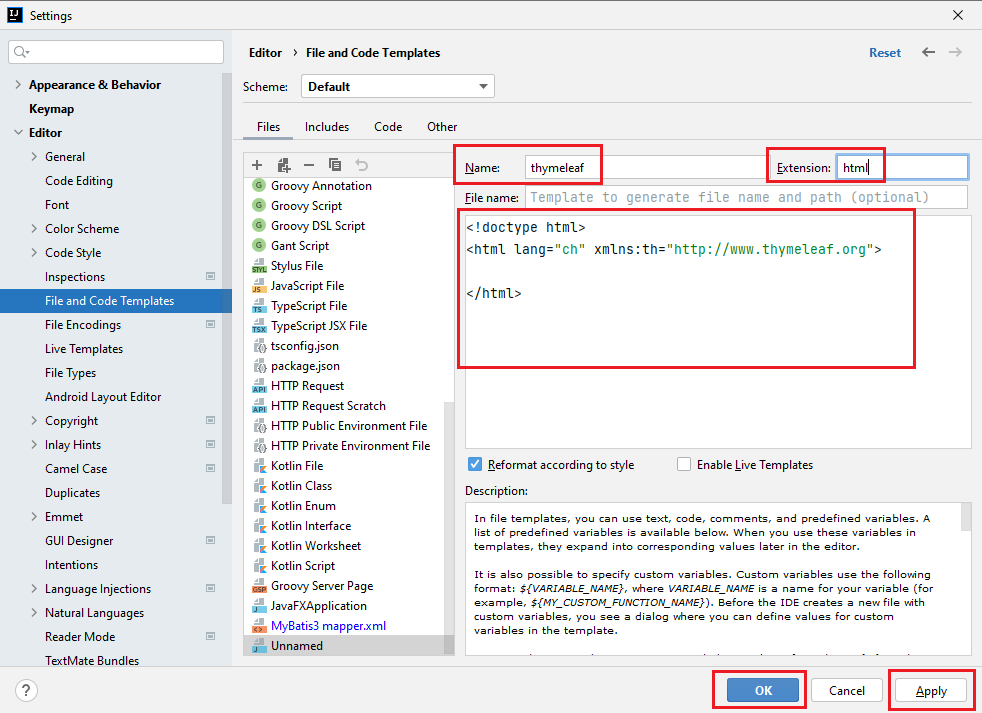 Settings
Editor › File and Code Templates
Reset
Scheme: Default
Appearance & Behavior
Keymap
Editor
General
Code Editing
Font
Color Scheme
Code Style
Inspections
File and Code Templates
File Encodings
Live Templates
File Types
Android Layout Editor
Copyright
Inlay Hints
Camel Case
Duplicates
Emmet
GUI Designer
Intentions
Language Injections
Natural Languages
Reader Mode
TextMate Bundles
Files Includes Code Other
Groovy Annotation
Groovy Script
Groovy DSL Script
Gant Script
Stylus File
JavaScript File
TypeScript File
TypeScript JSX File
tsconfig.json
package.json
HTTP Request
HTTP Request Scratch
HTTP Public Environment File
HTTP Private Environment File
Kotlin File
Kotlin Class
Kotlin Enum
Kotlin Interface
Kotlin Worksheet
Kotlin Script
Groovy Server Page
JavaFXApplication
MyBatis3 mapper.xml
Unnamed
Name: thymeleaf Extension: html
File name: Template to generate file name and path (optional)
<!doctype html>
<html lang="ch" xmlns:th="http://www.thymeleaf.org">
</html>
Reformat according to style Enable Live Templates
Description:
In file templates, you can use text, code, comments, and predefined variables. A
list of predefined variables is available below. When you use these variables in
templates, they expand into corresponding values later in the editor.
It is also possible to specify custom variables. Custom variables use the following
format: ${VARIABLE_NAME}, where VARIABLE_NAME is a name for your variable (for
example, ${MY_CUSTOM_FUNCTION_NAME}). Before the IDE creates a new file with
custom variables, you see a dialog where you can define values for custom
variables in the template.
? OK Cancel Apply